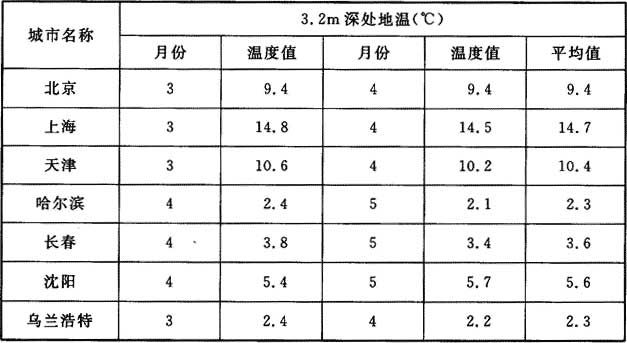 城市名称 3.2m深处地温(℃)
月份 温度值 月份 温度值 平均值
北京 3 9.4 4 9.4 9.4
上海 3 14.8 4 14.5 14.7
天津 3 10.6 4 10.2 10.4
哈尔滨 4 2.4 5 2.1 2.3
长春 4 3.8 5 3.4 3.6
沈阳 4 5.4 5 5.7 5.6
乌兰浩特 3 2.4 4 2.2 2.3